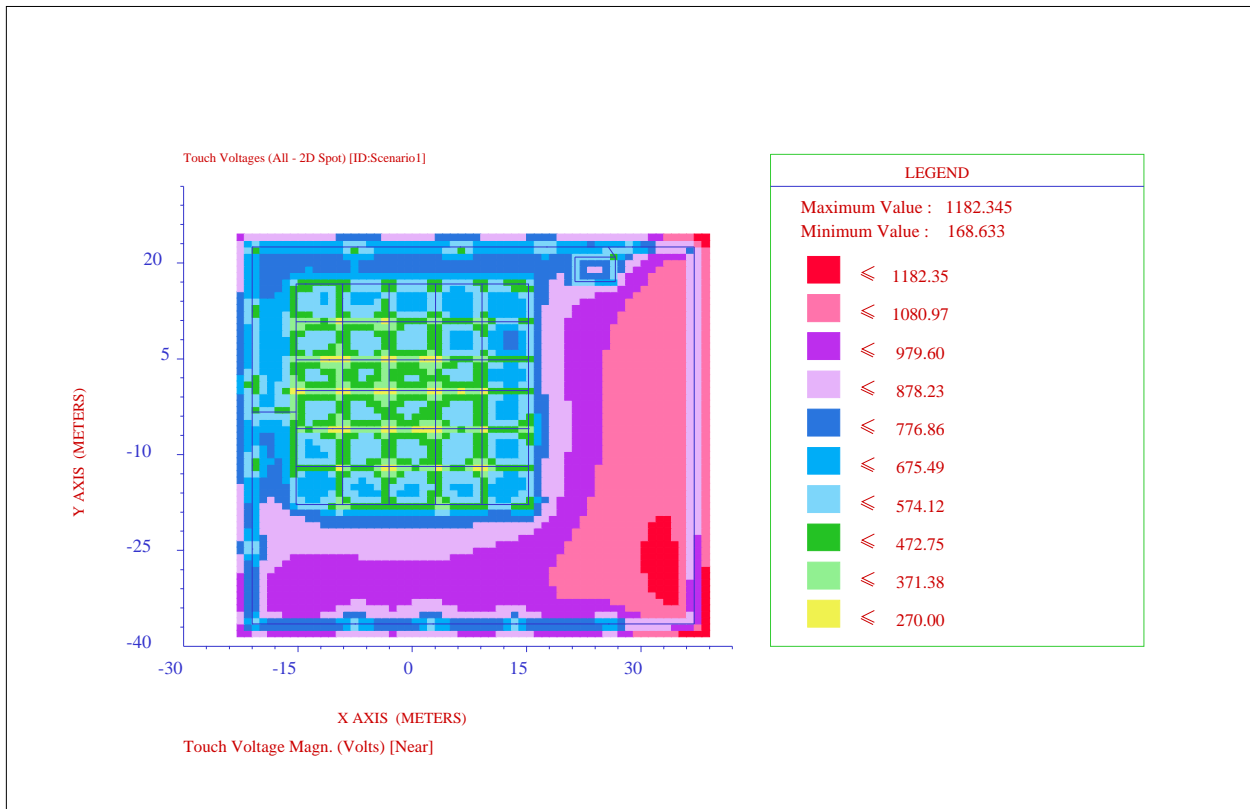 Touch Voltages (All - 2D Spot) [ID:Scenario1]
LEGEND
Maximum Value : 1182.345
Minimum Value : 168.633
≤ 1182.35
≤ 1080.97
≤ 979.60
≤ 878.23
≤ 776.86
≤ 675.49
≤ 574.12
≤ 472.75
≤ 371.38
≤ 270.00
Y AXIS (METERS)
20
5
-10
-25
-40
-30 -15 0 15 30
X AXIS (METERS)
Touch Voltage Magn. (Volts) [Near]